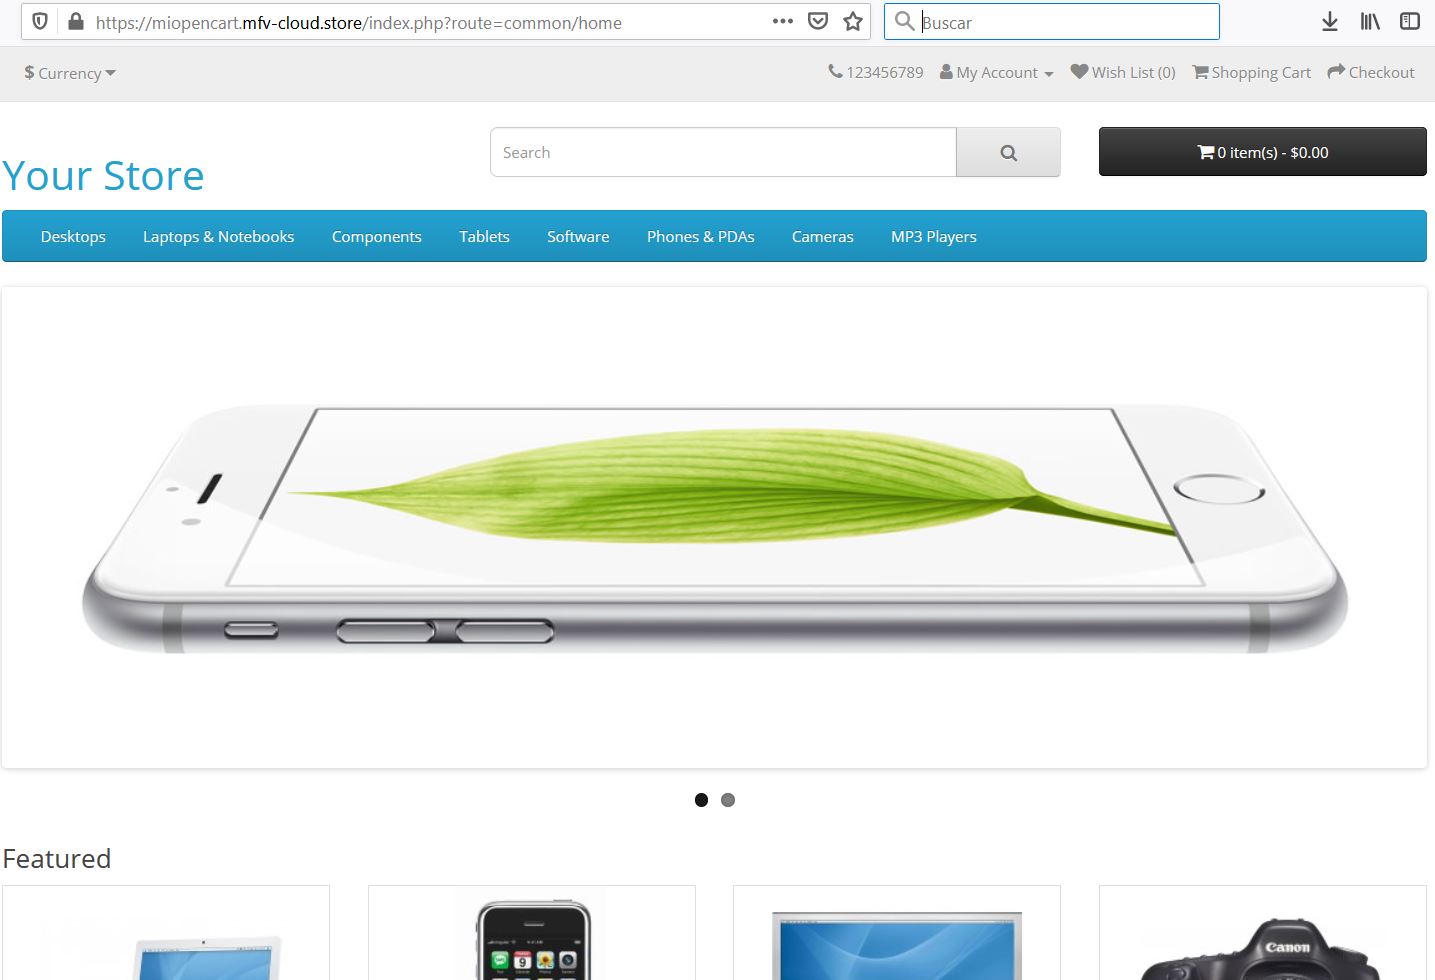 https://miopencart.mfv-cloud.store/index.php?route=common/home
Buscar
$ Currency
123456789 My Account Wish List (0) Shopping Cart Checkout
Search
0 item(s) - $0.00
Your Store
Desktops Laptops & Notebooks Components Tablets Software Phones & PDAs Cameras MP3 Players
Featured
9
Canon